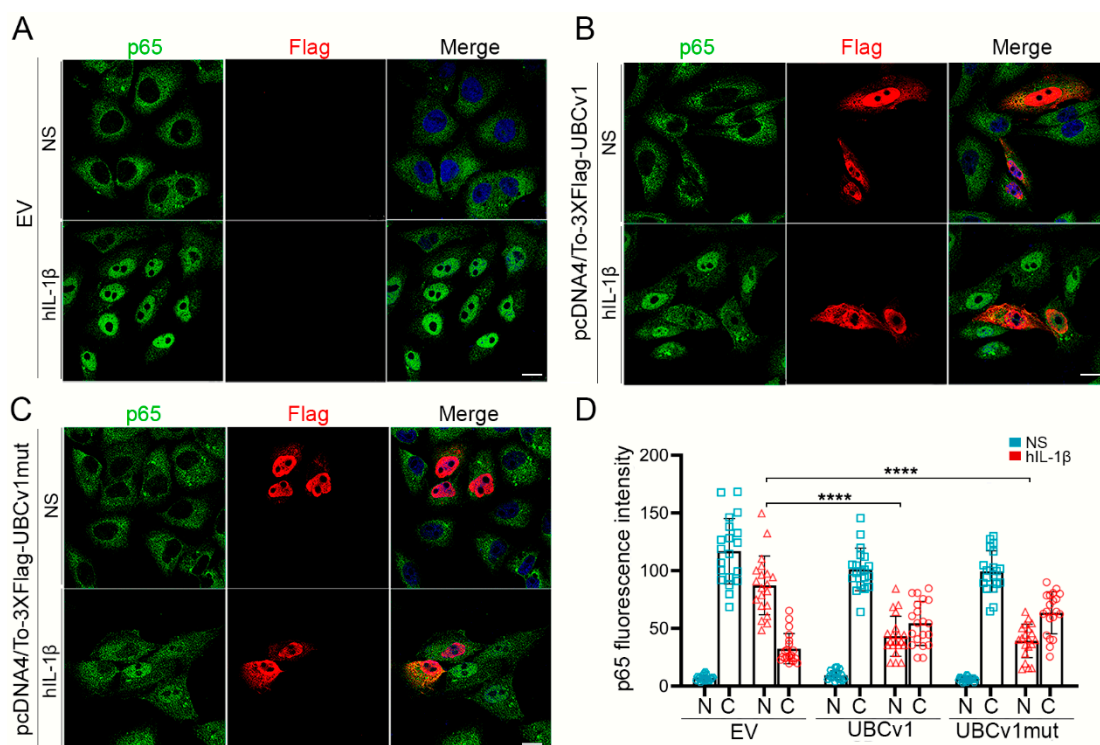 A
p65 Flag Merge
EV
NS
hIL-1β
B
p65 Flag Merge
pcDNA4/To-3XFlag-UBCv1
NS
hIL-1β
C
p65 Flag Merge
pcDNA4/To-3XFlag-UBCv1mut
NS
hIL-1β
D
NS
hIL-1β
p65 fluorescence intensity
200
150
100
50
0
****
****
N C N C N C N C N C N C
EV UBCv1 UBCv1mut